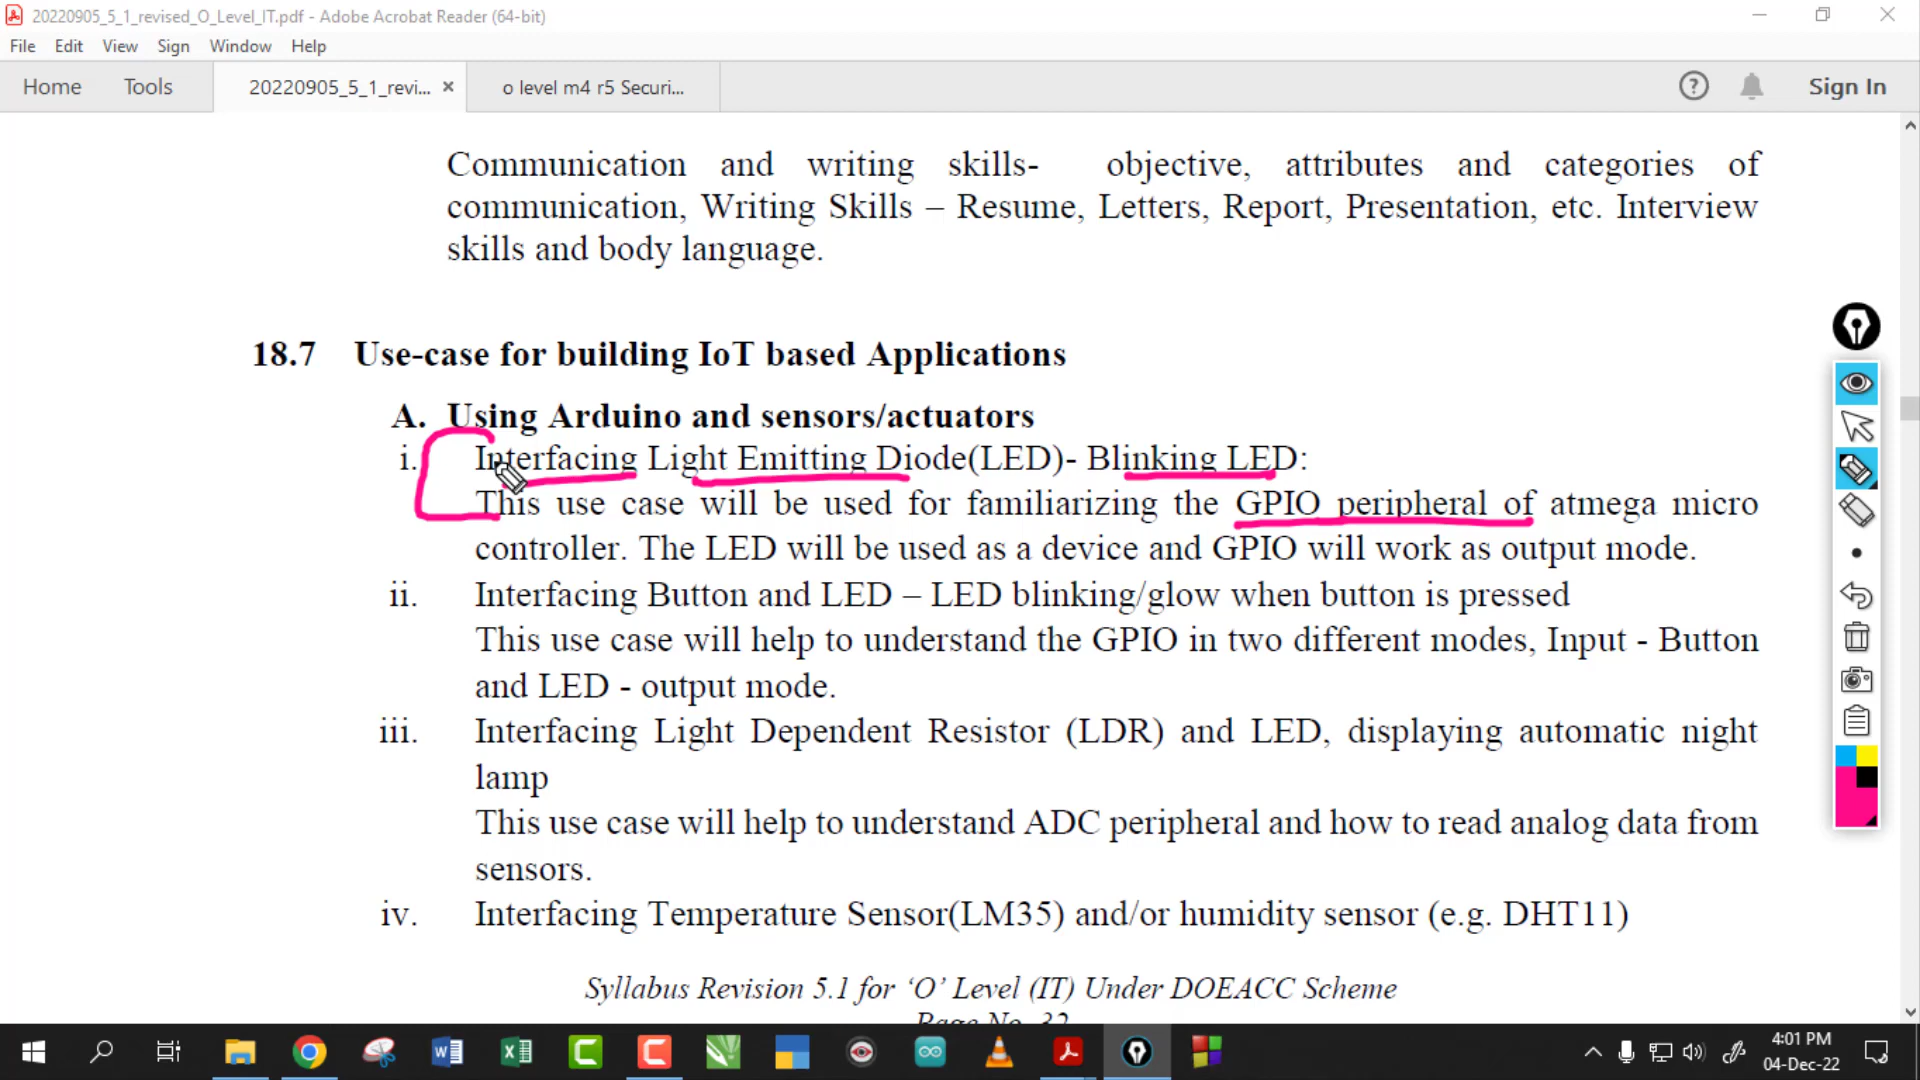 20220905_5_1_revised_O_Level_IT.pdf - Adobe Acrobat Reader (64-bit)
File Edit View Sign Window Help
Home Tools 20220905_5_1_revi... × o level m4 r5 Securi... Sign In
Communication and writing skills- objective, attributes and categories of
communication, Writing Skills – Resume, Letters, Report, Presentation, etc. Interview
skills and body language.
18.7 Use-case for building IoT based Applications
A. Using Arduino and sensors/actuators
i. Interfacing Light Emitting Diode(LED)- Blinking LED:
This use case will be used for familiarizing the GPIO peripheral of atmega micro
controller. The LED will be used as a device and GPIO will work as output mode.
ii. Interfacing Button and LED – LED blinking/glow when button is pressed
This use case will help to understand the GPIO in two different modes, Input - Button
and LED - output mode.
iii. Interfacing Light Dependent Resistor (LDR) and LED, displaying automatic night
lamp
This use case will help to understand ADC peripheral and how to read analog data from
sensors.
iv. Interfacing Temperature Sensor(LM35) and/or humidity sensor (e.g. DHT11)
Syllabus Revision 5.1 for ‘O’ Level (IT) Under DOEACC Scheme
Page No. 32
4:01 PM
04-Dec-22